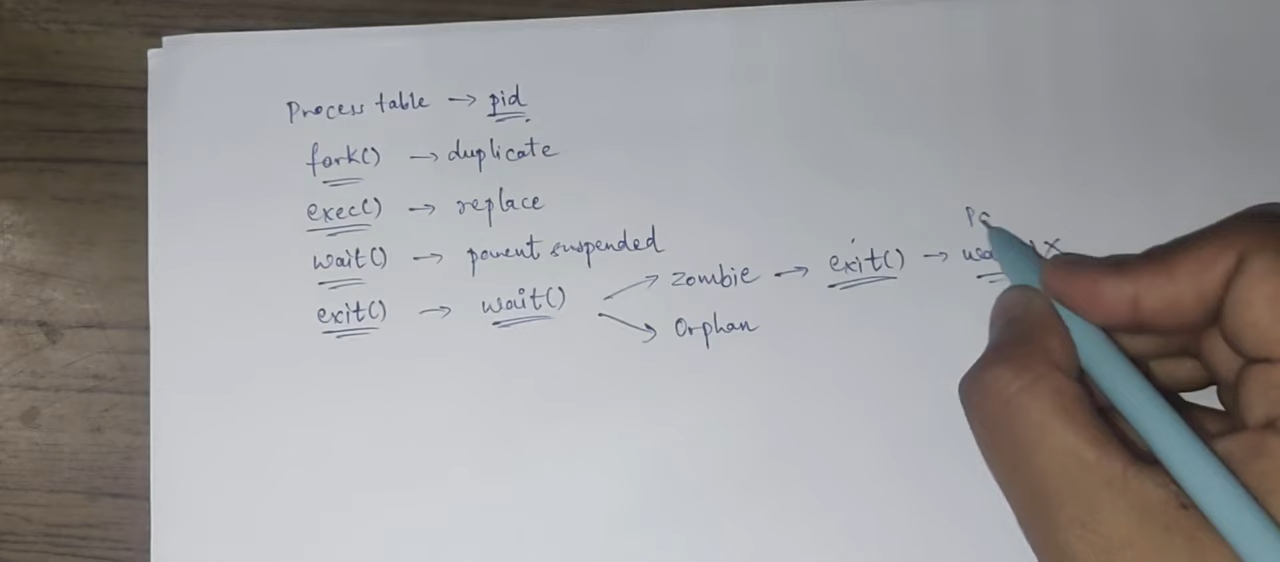 Process table → pid
fork() → duplicate
exec() → replace
wait() → parent suspended
exit() → wait()
zombie → exit() →
Orphan